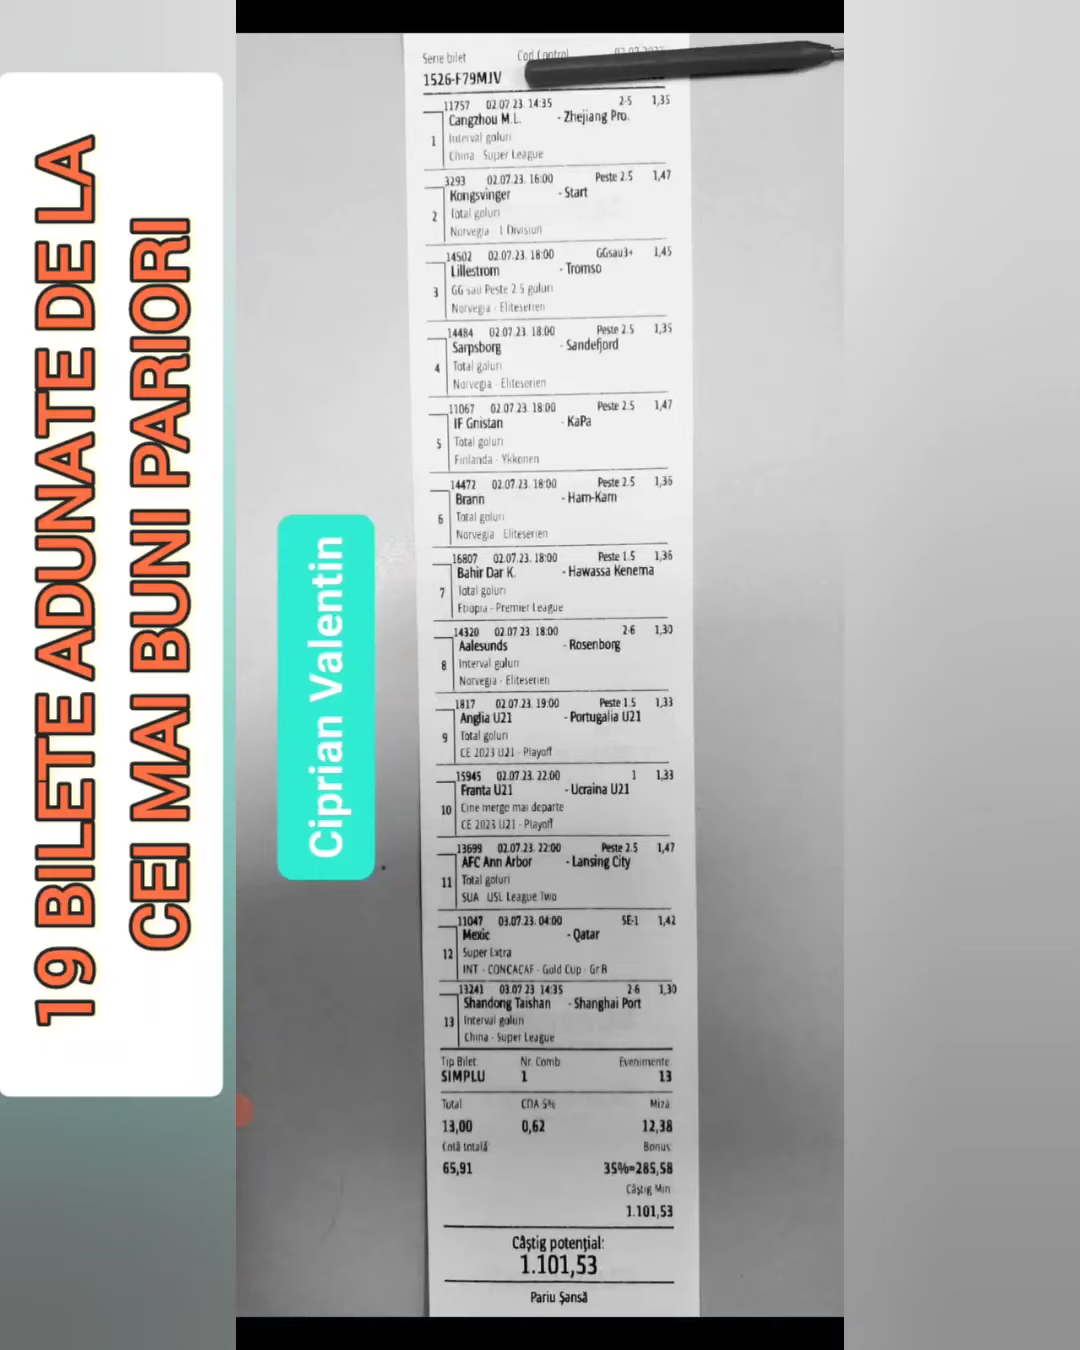 19 BILETE ADUNATE DE LA
CEI MAI BUNI PARIORI
Ciprian Valentin
Serie bilet Cod Control
1526-F79MJV
11757 02.07.23. 14:35 2-5 1,35
Cangzhou M.L. - Zhejiang Pro.
1 Interval goluri
China Super League
3293 02.07.23. 16:00 Peste 2.5 1,47
Kongsvinger - Start
2 Total goluri
Norvegia - 1. Division
14502 02.07.23. 18:00 GGsau3+ 1,45
Lillestrom - Tromso
3 GG sau Peste 2.5 goluri
Norvegia - Eliteserien
14484 02.07.23. 18:00 Peste 2.5 1,35
Sarpsborg - Sandefjord
4 Total goluri
Norvegia - Eliteserien
11067 02.07.23. 18:00 Peste 2.5 1,47
IF Gnistan - KaPa
5 Total goluri
Finlanda - Ykkonen
14472 02.07.23. 18:00 Peste 2.5 1,36
Brann - Ham-Kam
6 Total goluri
Norvegia Eliteserien
16807 02.07.23. 18:00 Peste 1.5 1,36
Bahir Dar K. - Hawassa Kenema
7 Total goluri
Etiopia - Premier League
14320 02.07.23. 18:00 2-6 1,30
Aalesunds - Rosenborg
8 Interval goluri
Norvegia - Eliteserien
1817 02.07.23. 19:00 Peste 1.5 1,33
Anglia U21 - Portugalia U21
9 Total goluri
CE 2023 U21 - Playoff
15945 02.07.23. 22:00 1 1,33
Franta U21 - Ucraina U21
10 Cine merge mai departe
CE 2023 U21 - Playoff
13699 02.07.23. 22:00 Peste 2.5 1,47
AFC Ann Arbor - Lansing City
11 Total goluri
SUA USL League Two
11047 03.07.23. 04:00 SE-1 1,42
Mexic - Qatar
12 Super Extra
INT - CONCACAF - Gold Cup - Gr B
13241 03.07.23. 14:35 2-6 1,30
Shandong Taishan - Shanghai Port
13 Interval goluri
China - Super League
Tip Bilet Nr. Comb Evenimente
SIMPLU 1 13
Total CDA 5% Miza
13,00 0,62 12,38
Cotă totală Bonus
65,91 35%=285,58
Câștig Min
1.101,53
Câștig potențial:
1.101,53
Pariu Șansă